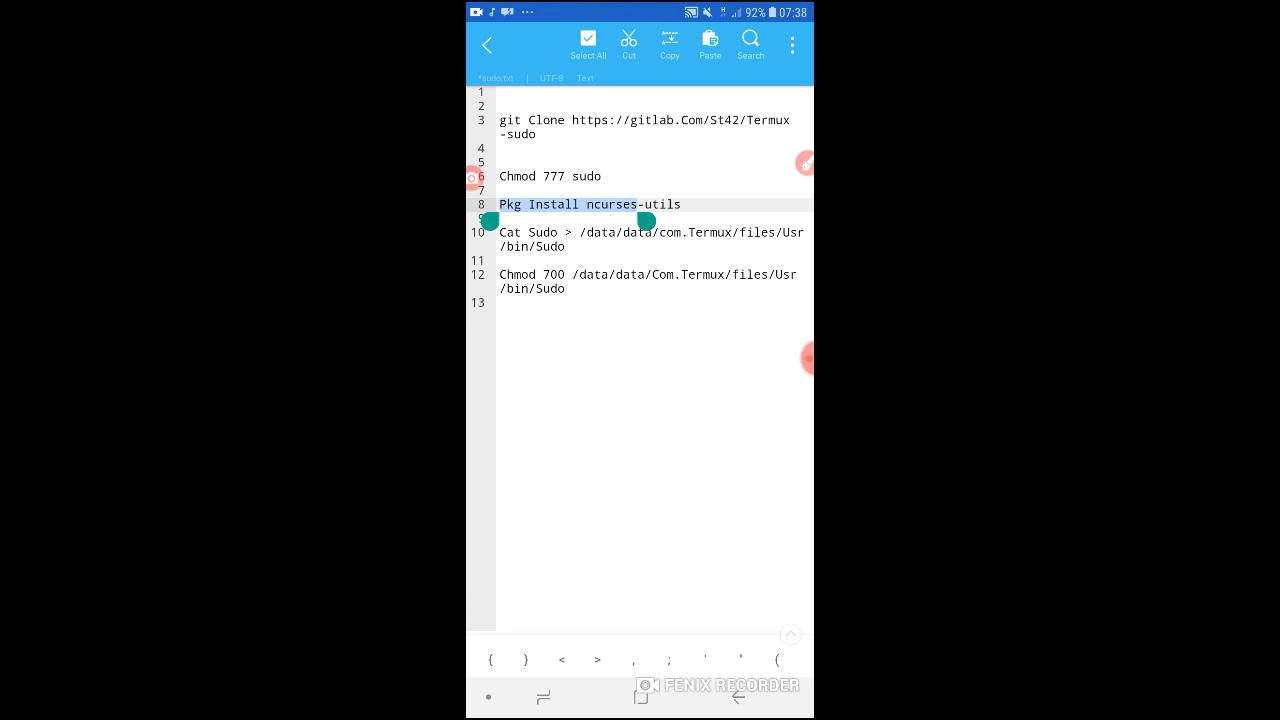 92% 07:38
Select All Cut Copy Paste Search
*sudo.txt | UTF-8 Text
1
2
3 git Clone https://gitlab.Com/St42/Termux
-sudo
4
5
6 Chmod 777 sudo
7
8 Pkg Install ncurses-utils
10 Cat Sudo > /data/data/com.Termux/files/Usr
/bin/Sudo
11
12 Chmod 700 /data/data/Com.Termux/files/Usr
/bin/Sudo
13
{ } < > , ; ' " (
FENIX RECORDER